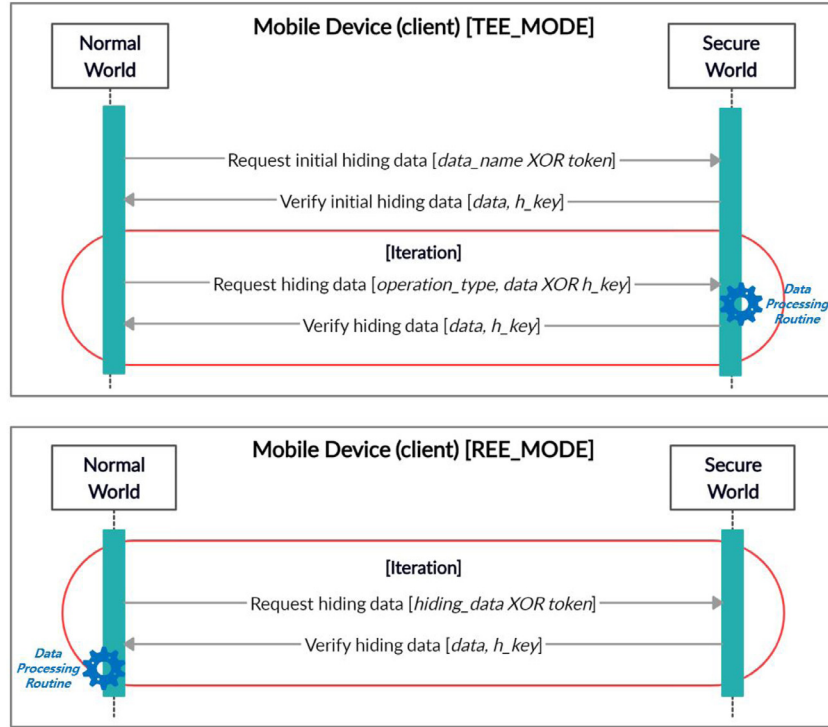 Mobile Device (client) [TEE_MODE]
Normal
World
Secure
World
Request initial hiding data [data_name XOR token]
Verify initial hiding data [data, h_key]
[Iteration]
Request hiding data [operation_type, data XOR h_key]
Data
Processing
Routine
Verify hiding data [data, h_key]
Mobile Device (client) [REE_MODE]
Normal
World
Secure
World
[Iteration]
Request hiding data [hiding_data XOR token]
Verify hiding data [data, h_key]
Data
Processing
Routine